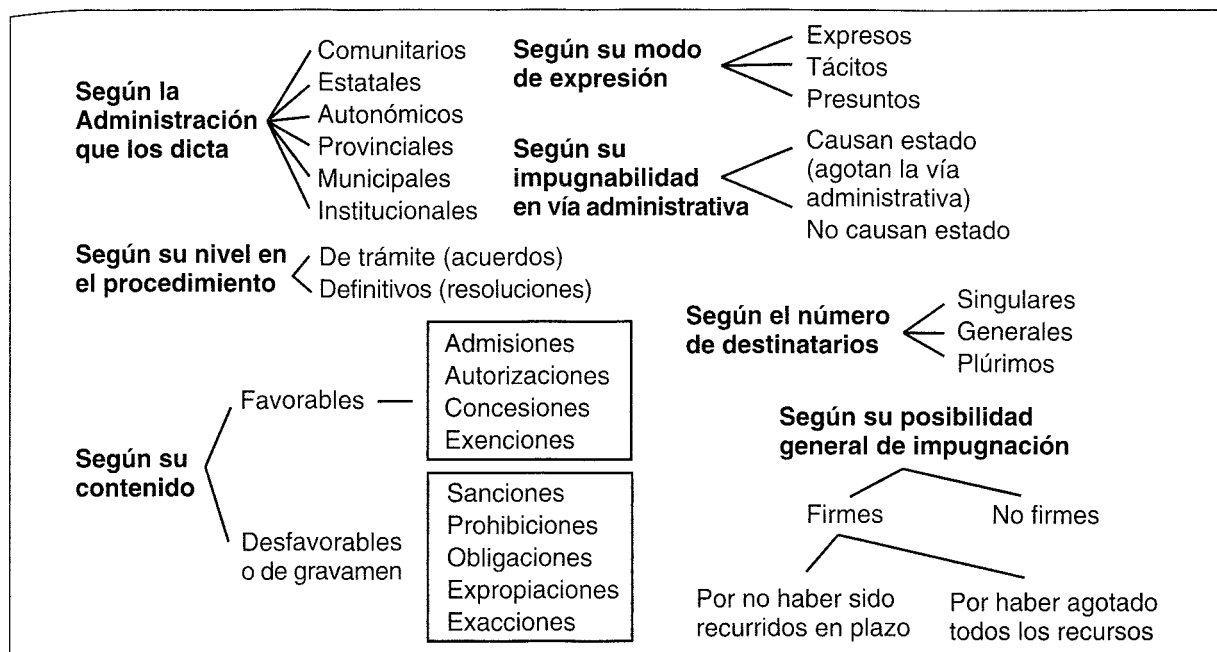 Según la
Administración
que los dicta
Comunitarios
Estatales
Autonómicos
Provinciales
Municipales
Institucionales
Según su modo
de expresión
Expresos
Tácitos
Presuntos
Según su
impugnabilidad
en vía administrativa
Causan estado
(agotan la vía
administrativa)
No causan estado
Según su nivel en
el procedimiento
De trámite (acuerdos)
Definitivos (resoluciones)
Según el número
de destinatarios
Singulares
Generales
Plúrimos
Según su
contenido
Favorables
Admisiones
Autorizaciones
Concesiones
Exenciones
Desfavorables
o de gravamen
Sanciones
Prohibiciones
Obligaciones
Expropiaciones
Exacciones
Según su posibilidad
general de impugnación
Firmes
No firmes
Por no haber sido
recurridos en plazo
Por haber agotado
todos los recursos